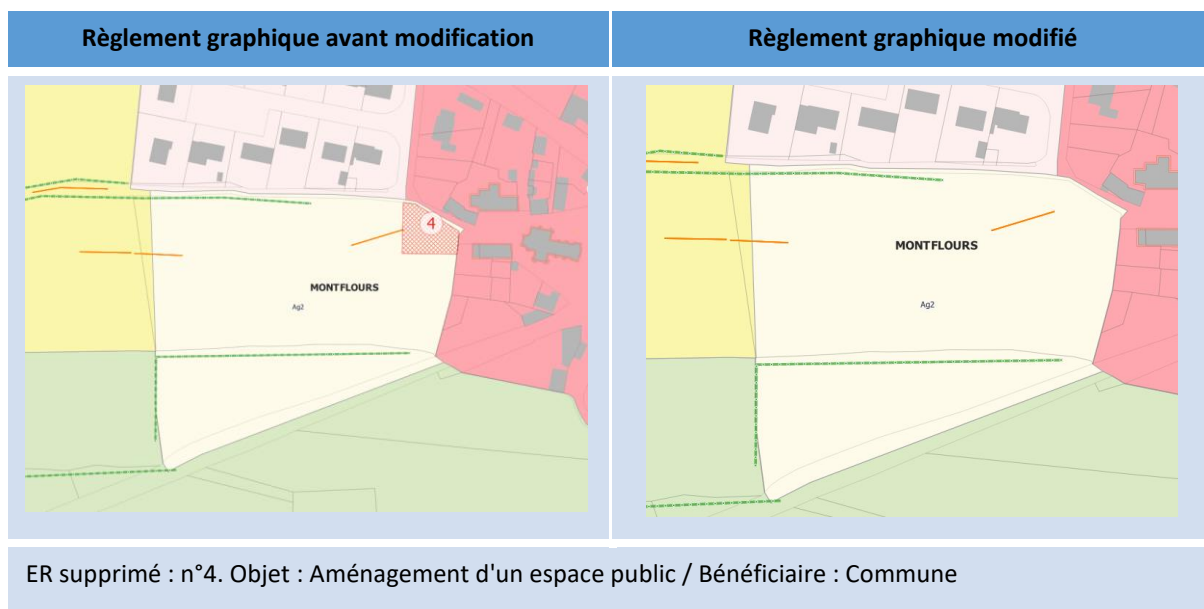 Règlement graphique avant modification
Règlement graphique modifié
4
MONTFLOURS
Ag2
MONTFLOURS
Ag2
ER supprimé : n°4. Objet : Aménagement d'un espace public / Bénéficiaire : Commune